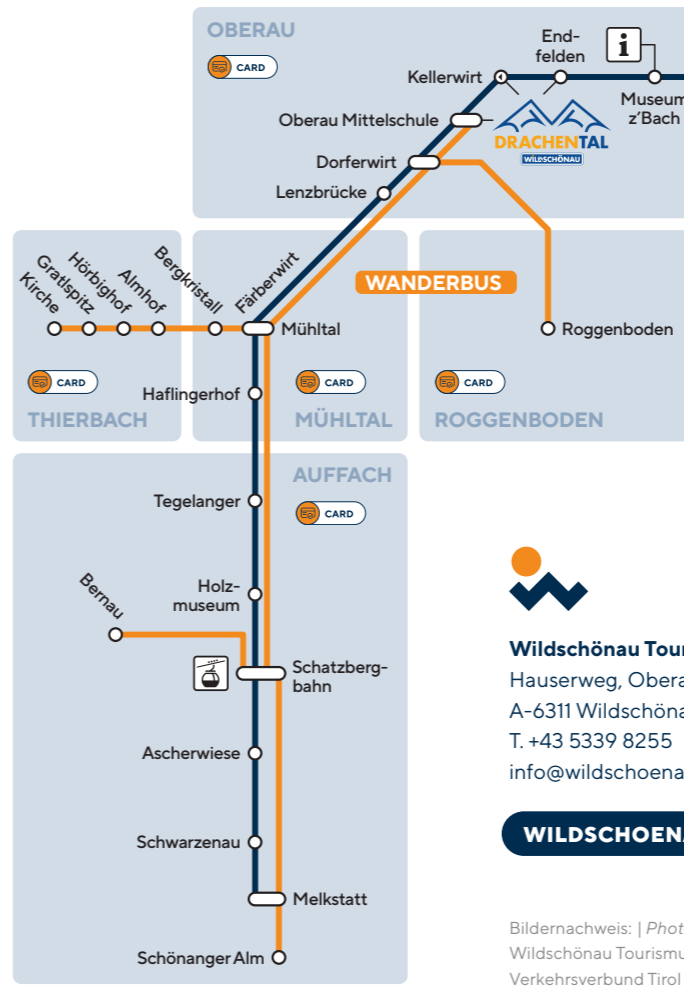 OBERAU
CARD
End-
felden
i
Kellerwirt
Museum
z'Bach
Oberau Mittelschule
DRACHENTAL
WILDSCHÖNAU
Dorferwirt
Lenzbrücke
Kirche
Gratlspitz
Hörbighof
Almhof
Bergkristall
Färberwirt
WANDERBUS
Mühltal
Roggenboden
CARD
THIERBACH
Haflingerhof
CARD
MÜHLTAL
CARD
ROGGENBODEN
AUFFACH
CARD
Tegelanger
Holz-
museum
Bernau
Schatzberg-
bahn
Ascherwiese
Schwarzenau
Melkstatt
Schönanger Alm
Wildschönau Tour
Hauserweg, Obera
A-6311 Wildschöna
T. +43 5339 8255
info@wildschoena
WILDSCHOENA
Bildernachweis: | Phot
Wildschönau Tourismu
Verkehrsverbund Tirol